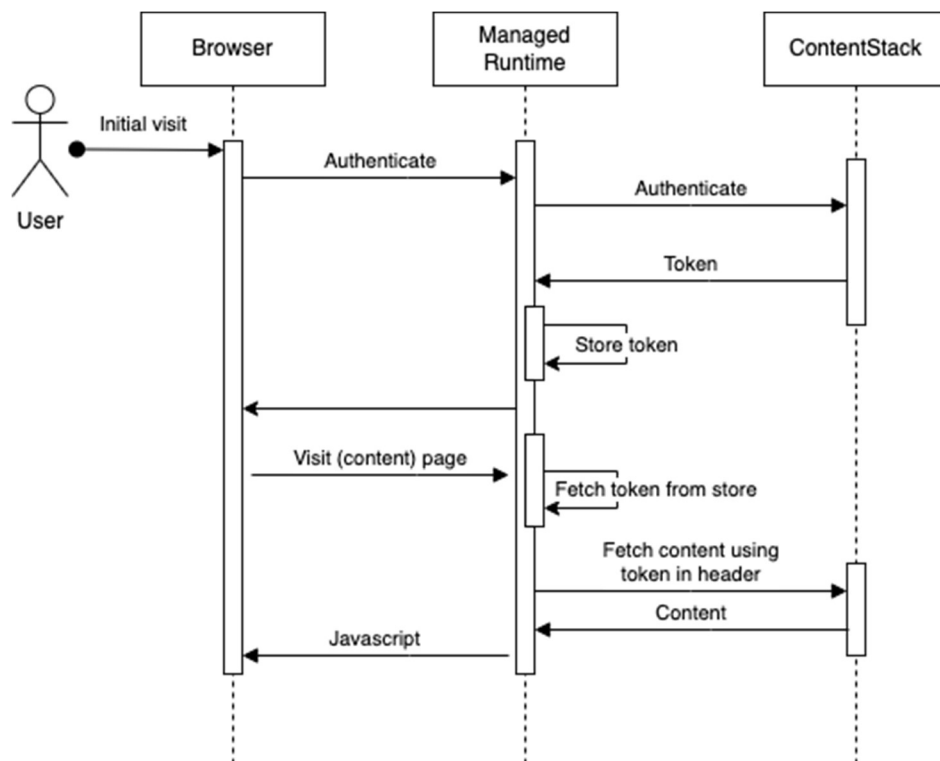 Browser
Managed
Runtime
ContentStack
Initial visit
User
Authenticate
Authenticate
Token
Store token
Visit (content) page
Fetch token from store
Fetch content using
token in header
Content
Javascript